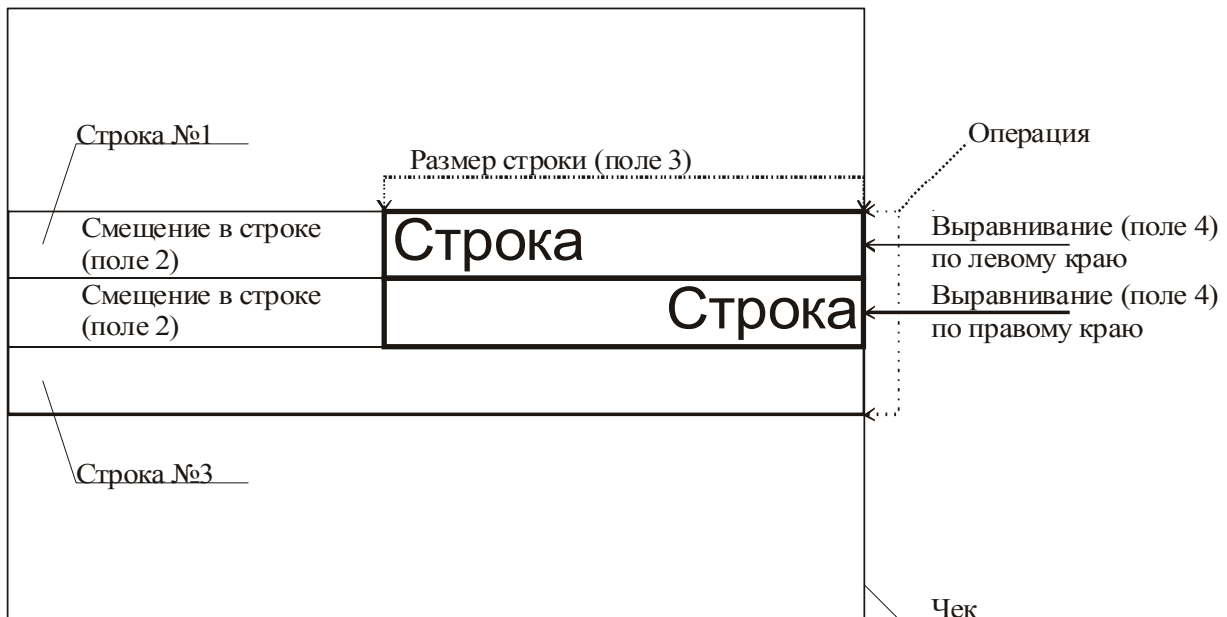 Строка №1
Операция
Размер строки (поле 3)
Смещение в строке
(поле 2)
Строка
Выравнивание (поле 4)
по левому краю
Смещение в строке
(поле 2)
Строка
Выравнивание (поле 4)
по правому краю
Строка №3
Чек